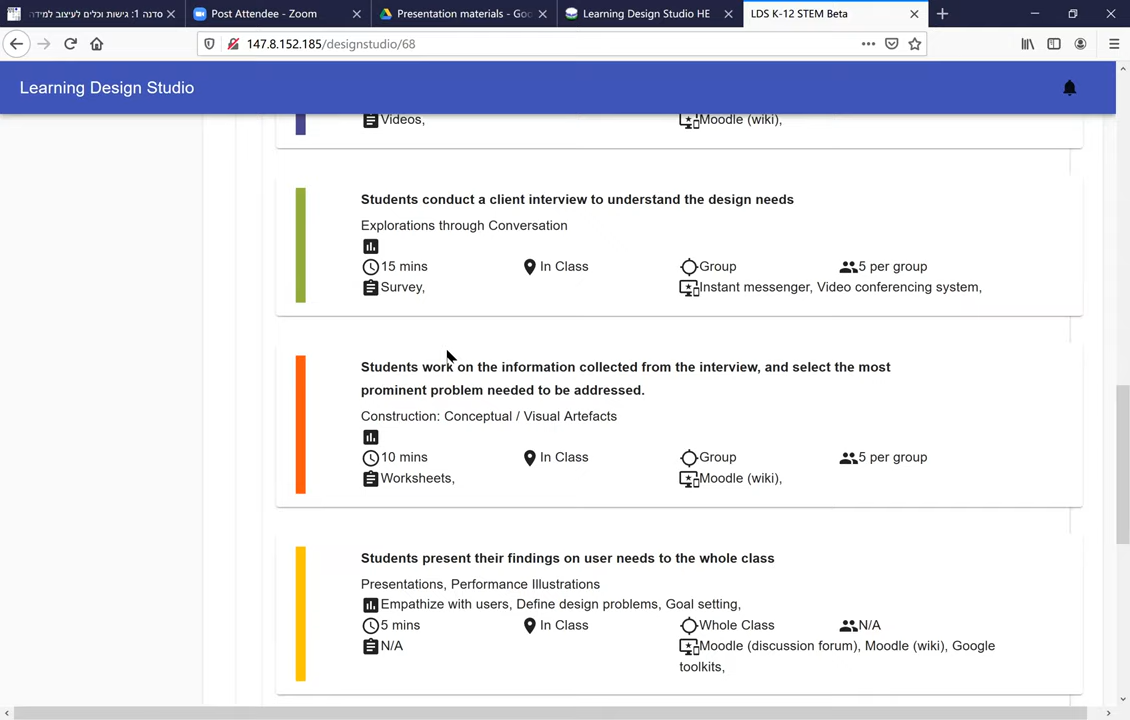 סדנה 1: גישות וכלים לעיצוב למידה
Post Attendee - Zoom
Presentation materials - Goo
Learning Design Studio HE
LDS K-12 STEM Beta
147.8.152.185/designstudio/68
Learning Design Studio
Videos,
Moodle (wiki),
Students conduct a client interview to understand the design needs
Explorations through Conversation
15 mins
In Class
Group
5 per group
Survey,
Instant messenger, Video conferencing system,
Students work on the information collected from the interview, and select the most
prominent problem needed to be addressed.
Construction: Conceptual / Visual Artefacts
10 mins
In Class
Group
5 per group
Worksheets,
Moodle (wiki),
Students present their findings on user needs to the whole class
Presentations, Performance Illustrations
Empathize with users, Define design problems, Goal setting,
5 mins
In Class
Whole Class
N/A
N/A
Moodle (discussion forum), Moodle (wiki), Google
toolkits,